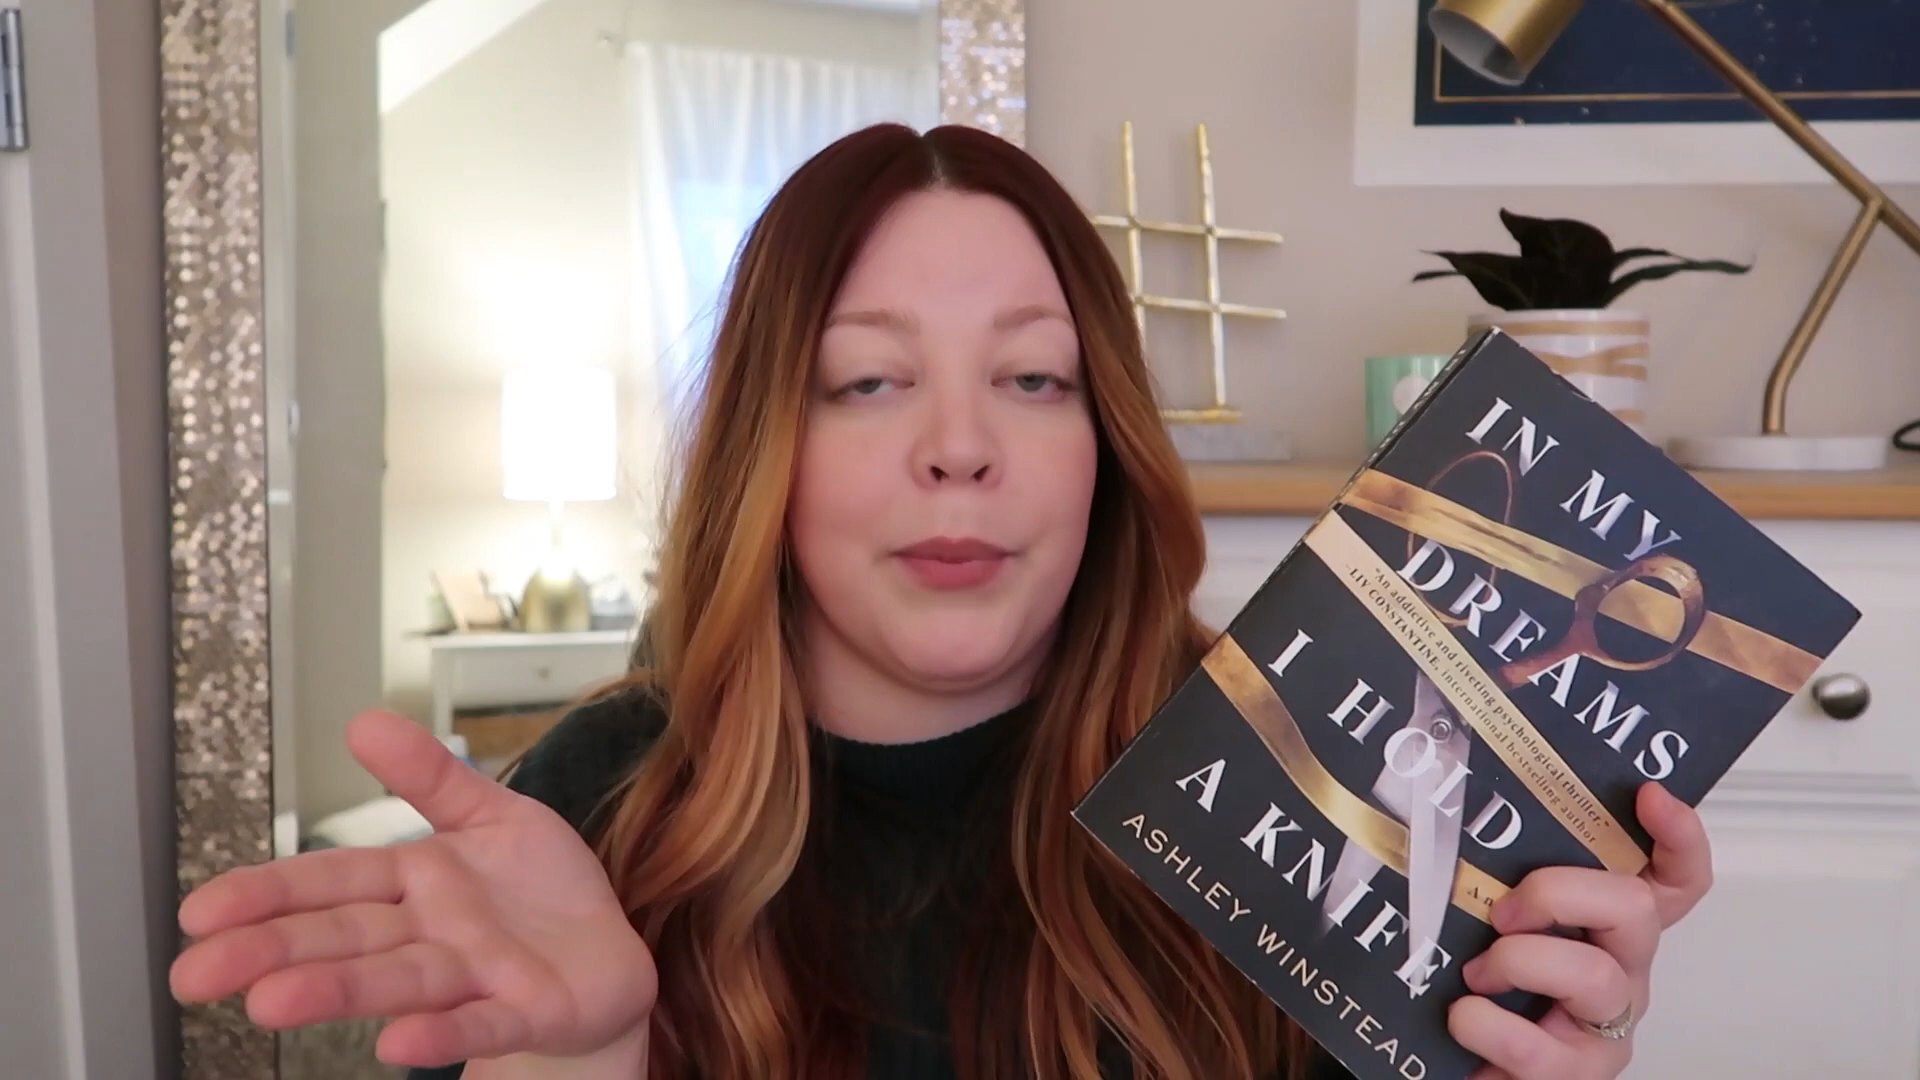 IN MY
DREAMS
"An addictive and riveting psychological thriller."
—LIV CONSTANTINE, international bestselling author
I HOLD
A KNIFE
A
ASHLEY WINSTEAD